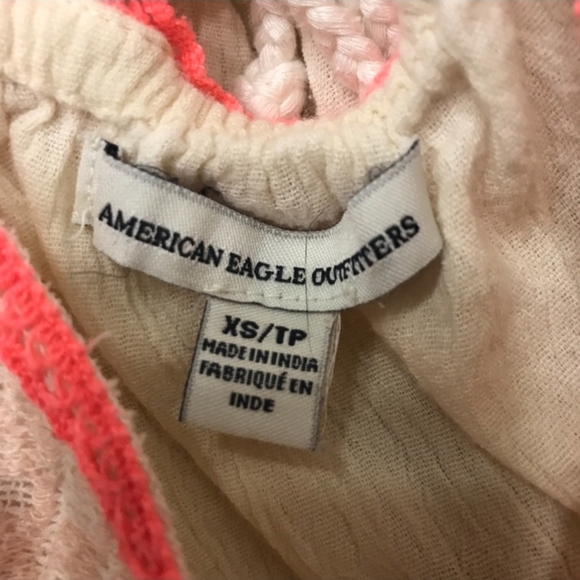 AMERICAN EAGLE OUTFITTERS
XS/TP
MADE IN INDIA
FABRIQUÉ EN
INDE